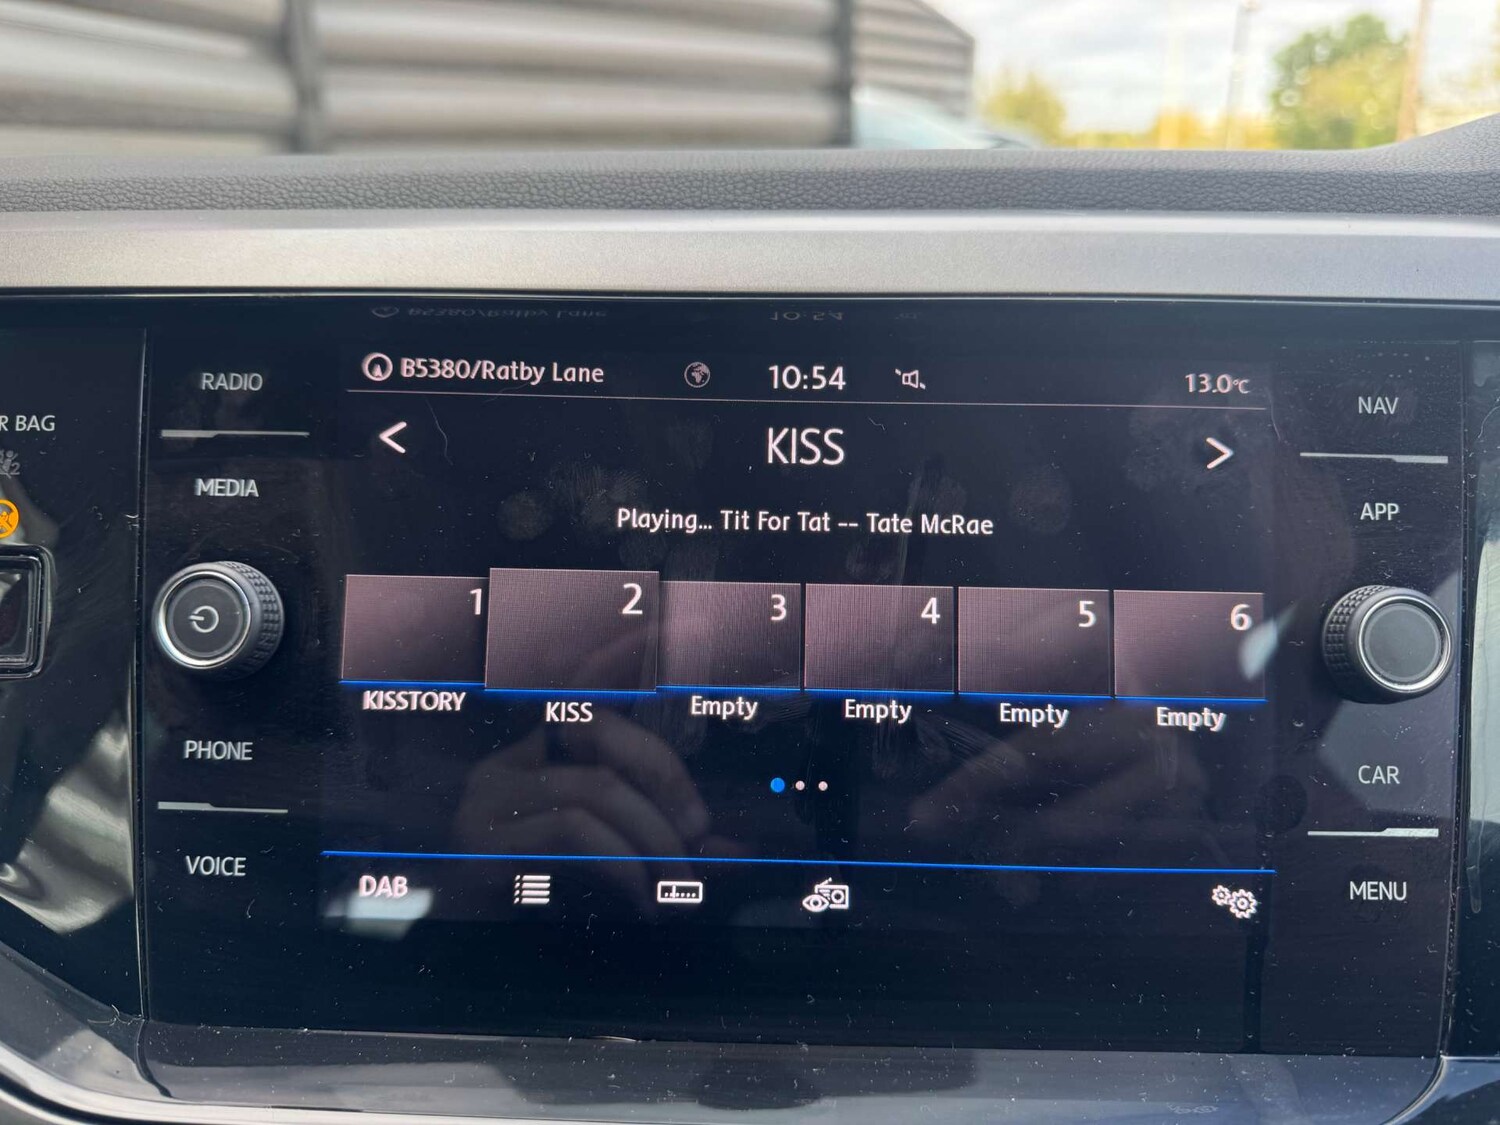 B5380/Ratby Lane
10:54
13.0°C
RADIO
NAV
R BAG
KISS
MEDIA
APP
Playing... Tit For Tat -- Tate McRae
1
2
3
4
5
6
KISSTORY
KISS
Empty
Empty
Empty
Empty
PHONE
CAR
VOICE
DAB
MENU